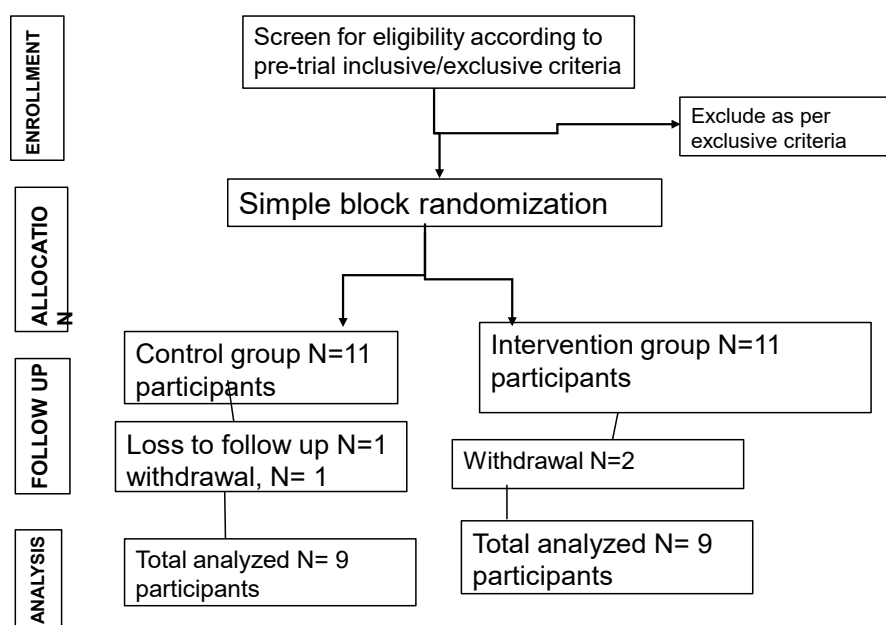 ENROLLMENT
Screen for eligibility according to
pre-trial inclusive/exclusive criteria
Exclude as per
exclusive criteria
ALLOCATIO
N
Simple block randomization
Control group N=11
participants
Intervention group N=11
participants
FOLLOW UP
Loss to follow up N=1
withdrawal, N= 1
Withdrawal N=2
ANALYSIS
Total analyzed N= 9
participants
Total analyzed N= 9
participants